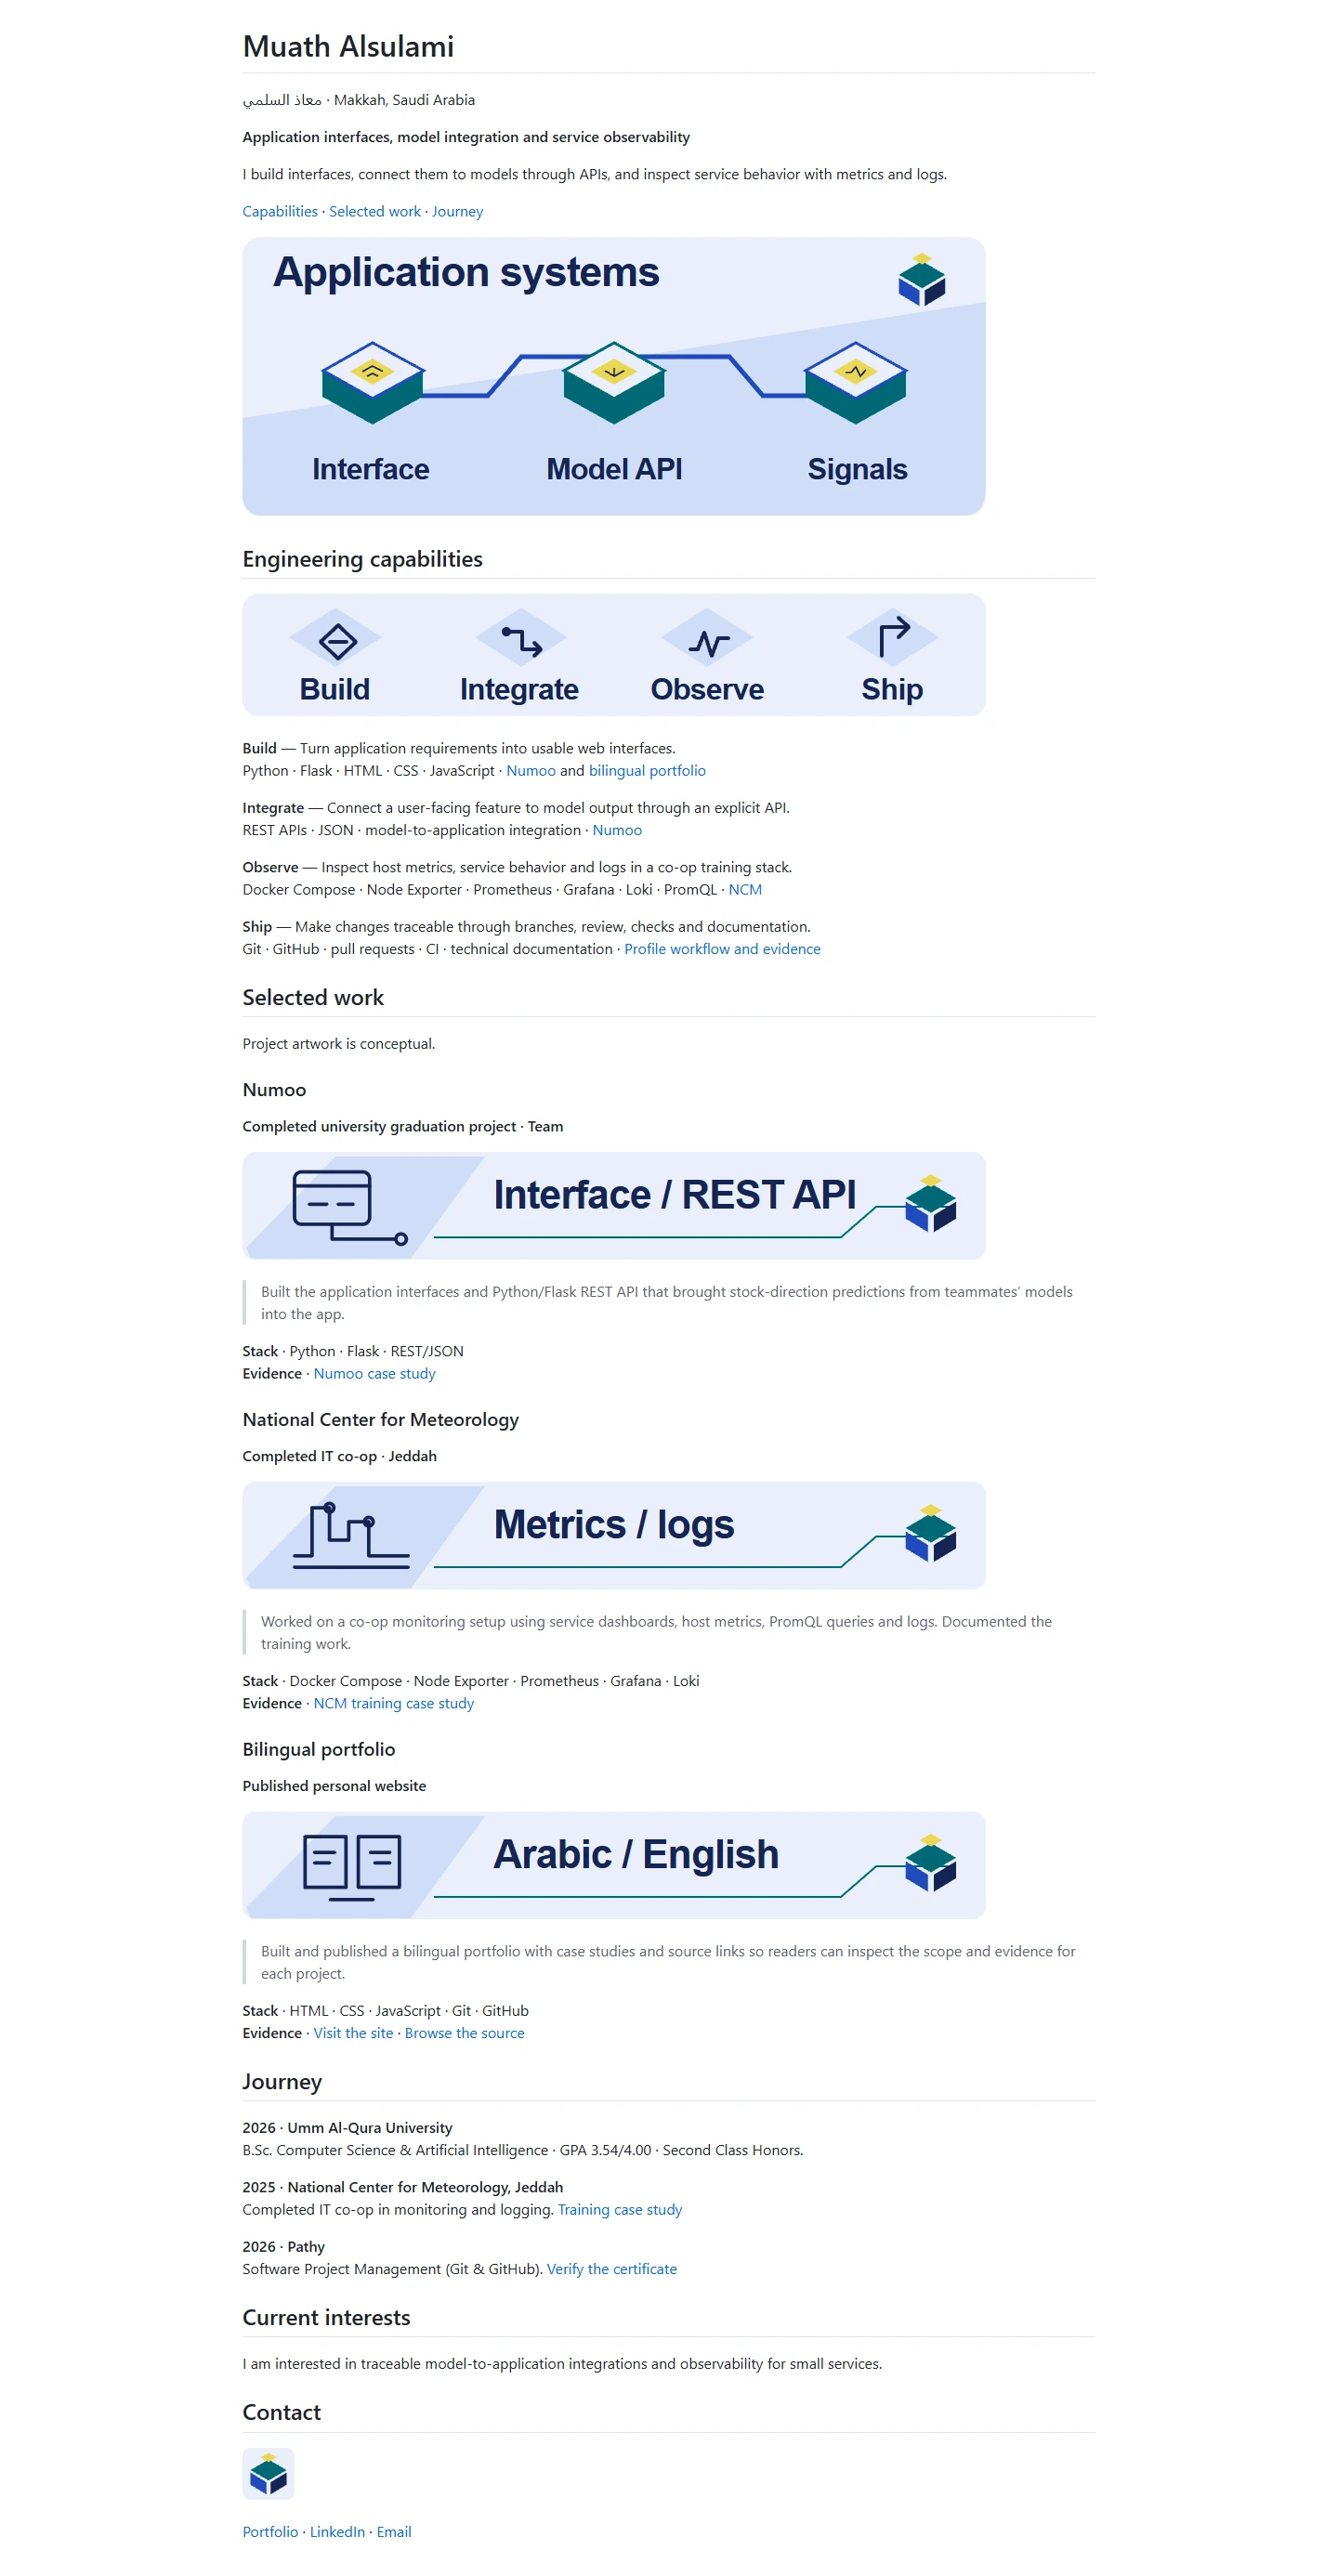 Muath Alsulami
معاذ السلمي · Makkah, Saudi Arabia
Application interfaces, model integration and service observability
I build interfaces, connect them to models through APIs, and inspect service behavior with metrics and logs.
Capabilities · Selected work · Journey
Application systems
Interface Model API Signals
Engineering capabilities
Build Integrate Observe Ship
Build — Turn application requirements into usable web interfaces.
Python · Flask · HTML · CSS · JavaScript · Numoo and bilingual portfolio
Integrate — Connect a user-facing feature to model output through an explicit API.
REST APIs · JSON · model-to-application integration · Numoo
Observe — Inspect host metrics, service behavior and logs in a co-op training stack.
Docker Compose · Node Exporter · Prometheus · Grafana · Loki · PromQL · NCM
Ship — Make changes traceable through branches, review, checks and documentation.
Git · GitHub · pull requests · CI · technical documentation · Profile workflow and evidence
Selected work
Project artwork is conceptual.
Numoo
Completed university graduation project · Team
Interface / REST API
Built the application interfaces and Python/Flask REST API that brought stock-direction predictions from teammates’ models
into the app.
Stack · Python · Flask · REST/JSON
Evidence · Numoo case study
National Center for Meteorology
Completed IT co-op · Jeddah
Metrics / logs
Worked on a co-op monitoring setup using service dashboards, host metrics, PromQL queries and logs. Documented the
training work.
Stack · Docker Compose · Node Exporter · Prometheus · Grafana · Loki
Evidence · NCM training case study
Bilingual portfolio
Published personal website
Arabic / English
Built and published a bilingual portfolio with case studies and source links so readers can inspect the scope and evidence for
each project.
Stack · HTML · CSS · JavaScript · Git · GitHub
Evidence · Visit the site · Browse the source
Journey
2026 · Umm Al-Qura University
B.Sc. Computer Science & Artificial Intelligence · GPA 3.54/4.00 · Second Class Honors.
2025 · National Center for Meteorology, Jeddah
Completed IT co-op in monitoring and logging. Training case study
2026 · Pathy
Software Project Management (Git & GitHub). Verify the certificate
Current interests
I am interested in traceable model-to-application integrations and observability for small services.
Contact
Portfolio · LinkedIn · Email